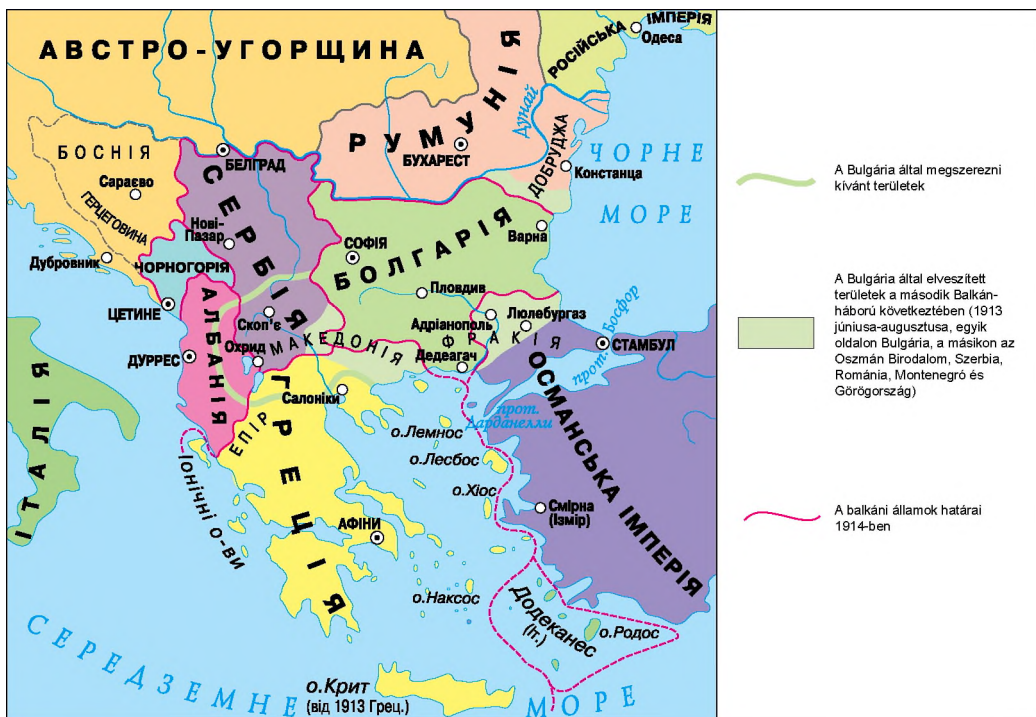 АВСТРО-УГОРЩИНА
РОСІЙСЬКА
ІМПЕРІЯ
Одеса
РУМУНІЯ
БУХАРЕСТ
Дунай
ДОБРУДЖА
Констанца
ЧОРНЕ
МОРЕ
БОСНІЯ
Сараєво
ГЕРЦЕГОВИНА
БЕЛГРАД
СЕРБІЯ
Нові-
Пазар
Дубровник
ЧОРНОГОРІЯ
ЦЕТИНЕ
СОФІЯ
БОЛГАРІЯ
Варна
Пловдив
Адріанополь
Люлебургаз
ФРАКІЯ
Дедеагач
прот. Босфор
СТАМБУЛ
АЛБАНІЯ
Скоп'є
Охрид
МАКЕДОНІЯ
ДУРРЕС
Салоніки
ЕПІР
ГРЕЦІЯ
ІТАЛІЯ
Іонічні о-ви
прот.
Дарданелли
о.Лемнос
о.Лесбос
о.Хіос
ОСМАНСЬКА ІМПЕРІЯ
Смірна
(Ізмір)
АФІНИ
о.Наксос
Додеканес
(Іт.)
о.Родос
о.Крит
(від 1913 Грец.)
СЕРЕДЗЕМНЕ
МОРЕ
A Bulgária által megszerezni
kívánt területek
A Bulgária által elveszített
területek a második Balkán-
háború következtében (1913
júniusa-augusztusa, egyik
oldalon Bulgária, a másikon az
Oszmán Birodalom, Szerbia,
Románia, Montenegró és
Görögország)
A balkáni államok határai
1914-ben